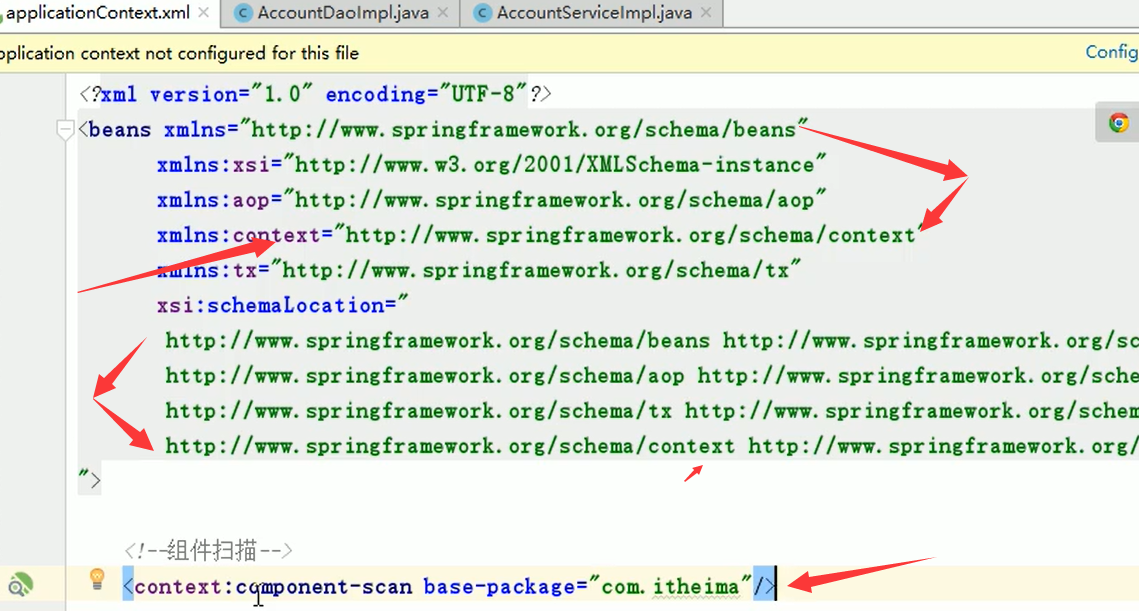 applicationContext.xml AccountDaoImpl.java AccountServiceImpl.java
plication context not configured for this file Config
<?xml version="1.0" encoding="UTF-8"?>
<beans xmlns="http://www.springframework.org/schema/beans"
xmlns:xsi="http://www.w3.org/2001/XMLSchema-instance"
xmlns:aop="http://www.springframework.org/schema/aop"
xmlns:context="http://www.springframework.org/schema/context"
xmlns:tx="http://www.springframework.org/schema/tx"
xsi:schemaLocation="
http://www.springframework.org/schema/beans http://www.springframework.org/sc
http://www.springframework.org/schema/aop http://www.springframework.org/sche
http://www.springframework.org/schema/tx http://www.springframework.org/schem
http://www.springframework.org/schema/context http://www.springframework.org/
">
<!--组件扫描-->
<context:component-scan base-package="com.itheima"/>